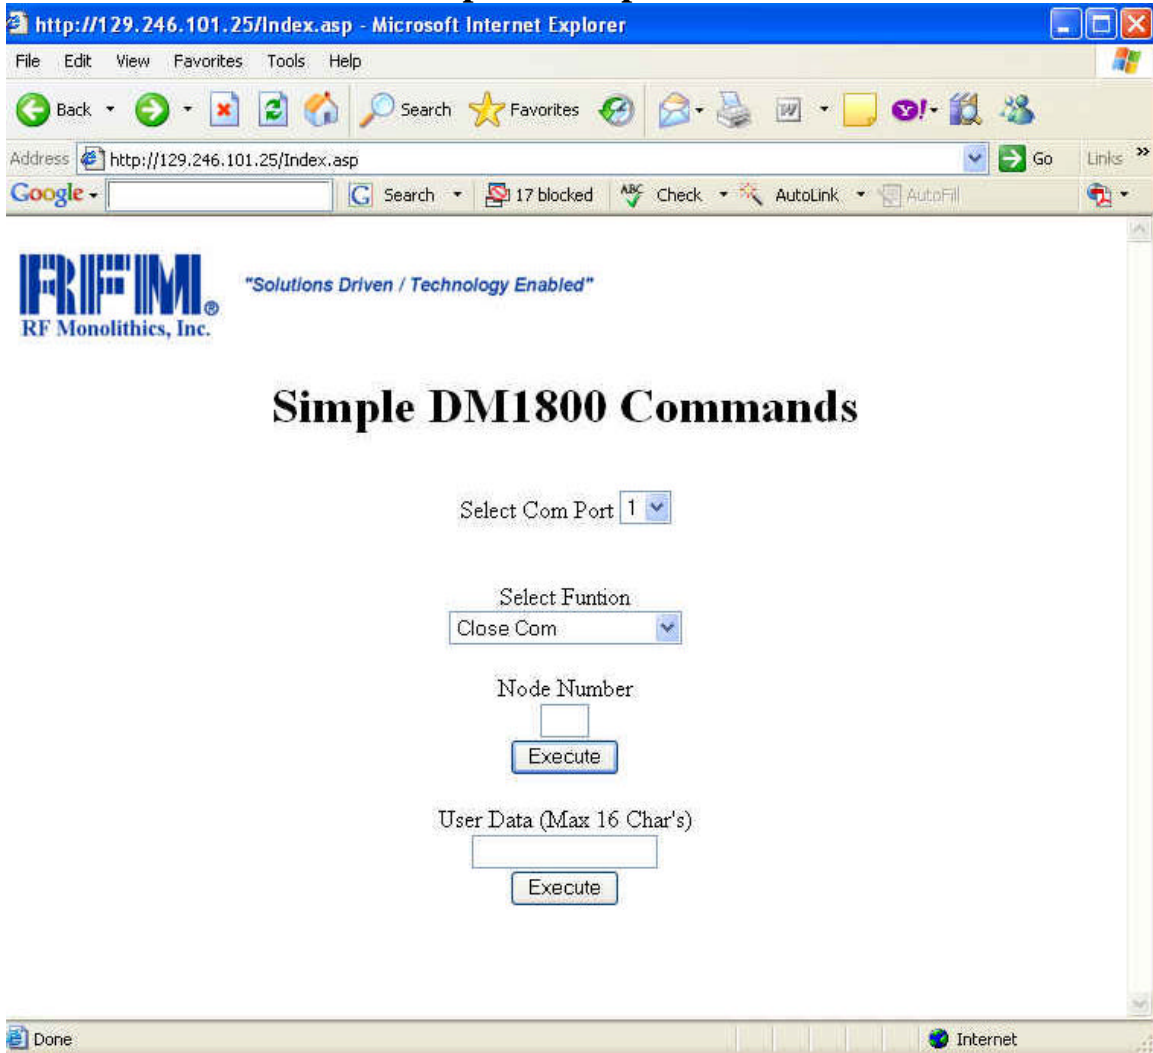 http://129.246.101.25/Index.asp - Microsoft Internet Explorer
File Edit View Favorites Tools Help
Back Search Favorites
Address http://129.246.101.25/Index.asp Go Links »
Google Search 17 blocked ABC Check AutoLink AutoFill
RFM® "Solutions Driven / Technology Enabled"
RF Monolithics, Inc.
Simple DM1800 Commands
Select Com Port 1
Select Funtion
Close Com
Node Number
Execute
User Data (Max 16 Char's)
Execute
Done Internet